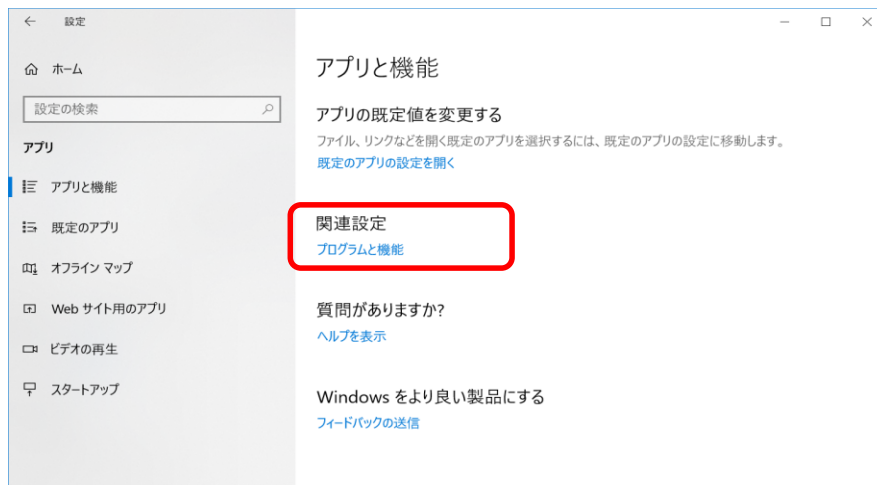 設定
ホーム
設定の検索
アプリ
アプリと機能
既定のアプリ
オフライン マップ
Web サイト用のアプリ
ビデオの再生
スタートアップ
アプリと機能
アプリの既定値を変更する
ファイル、リンクなどを開く既定のアプリを選択するには、既定のアプリの設定に移動します。
既定のアプリの設定を開く
関連設定
プログラムと機能
質問がありますか?
ヘルプを表示
Windows をより良い製品にする
フィードバックの送信